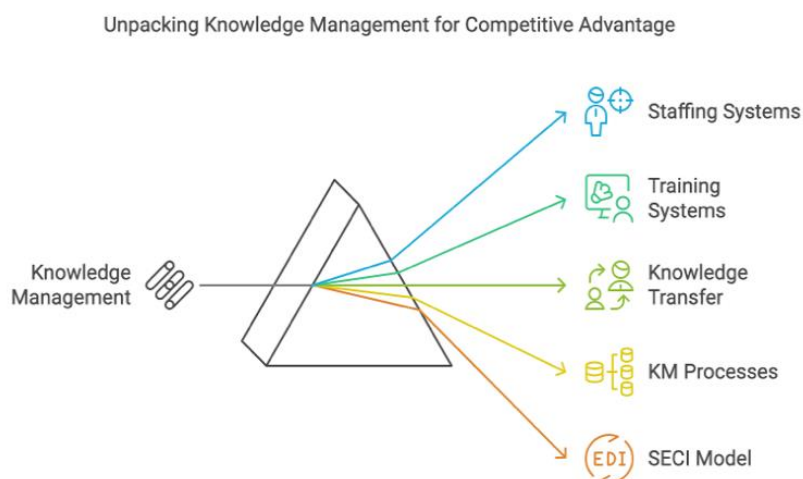 Unpacking Knowledge Management for Competitive Advantage
Knowledge
Management
Staffing Systems
Training
Systems
Knowledge
Transfer
KM Processes
EDI
SECI Model